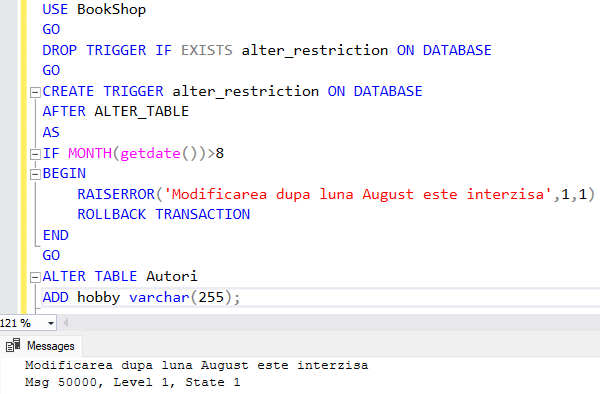 USE BookShop
GO
DROP TRIGGER IF EXISTS alter_restriction ON DATABASE
GO
CREATE TRIGGER alter_restriction ON DATABASE
AFTER ALTER_TABLE
AS
IF MONTH(getdate())>8
BEGIN
    RAISERROR('Modificarea dupa luna August este interzisa',1,1)
    ROLLBACK TRANSACTION
END
GO
ALTER TABLE Autori
ADD hobby varchar(255);
121 %
Messages
Modificarea dupa luna August este interzisa
Msg 50000, Level 1, State 1